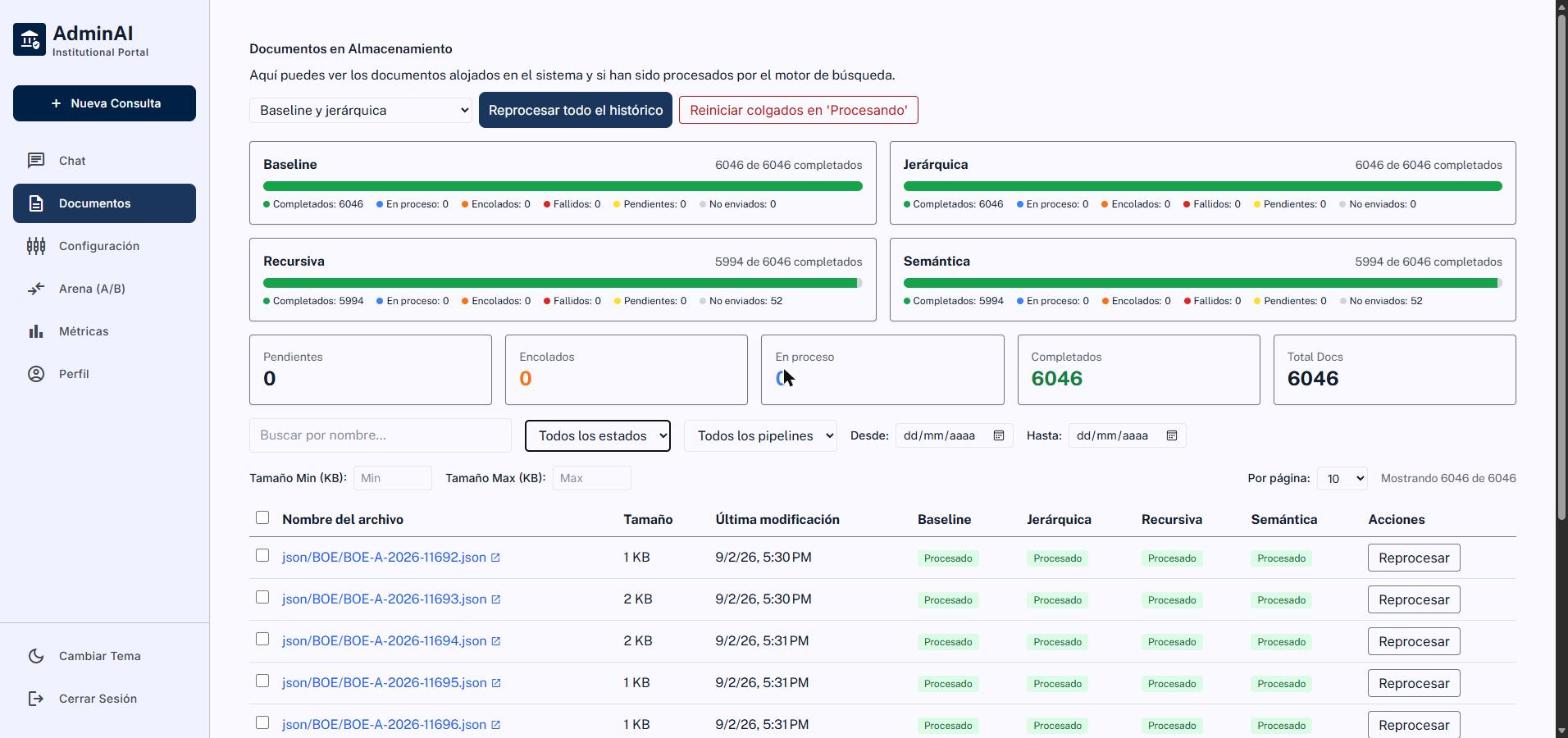 AdminAI
Institutional Portal
+ Nueva Consulta
Chat
Documentos
Configuración
Arena (A/B)
Métricas
Perfil
Cambiar Tema
Cerrar Sesión
Documentos en Almacenamiento
Aquí puedes ver los documentos alojados en el sistema y si han sido procesados por el motor de búsqueda.
Baseline y jerárquica Reprocesar todo el histórico Reiniciar colgados en 'Procesando'
Baseline 6046 de 6046 completados
Completados: 6046 En proceso: 0 Encolados: 0 Fallidos: 0 Pendientes: 0 No enviados: 0
Jerárquica 6046 de 6046 completados
Completados: 6046 En proceso: 0 Encolados: 0 Fallidos: 0 Pendientes: 0 No enviados: 0
Recursiva 5994 de 6046 completados
Completados: 5994 En proceso: 0 Encolados: 0 Fallidos: 0 Pendientes: 0 No enviados: 52
Semántica 5994 de 6046 completados
Completados: 5994 En proceso: 0 Encolados: 0 Fallidos: 0 Pendientes: 0 No enviados: 52
Pendientes
0
Encolados
0
En proceso
0
Completados
6046
Total Docs
6046
Buscar por nombre... Todos los estados Todos los pipelines Desde: dd/mm/aaaa Hasta: dd/mm/aaaa
Tamaño Min (KB): Min Tamaño Max (KB): Max Por página: 10 Mostrando 6046 de 6046
Nombre del archivo Tamaño Última modificación Baseline Jerárquica Recursiva Semántica Acciones
json/BOE/BOE-A-2026-11692.json 1 KB 9/2/26, 5:30 PM Procesado Procesado Procesado Procesado Reprocesar
json/BOE/BOE-A-2026-11693.json 2 KB 9/2/26, 5:30 PM Procesado Procesado Procesado Procesado Reprocesar
json/BOE/BOE-A-2026-11694.json 2 KB 9/2/26, 5:31 PM Procesado Procesado Procesado Procesado Reprocesar
json/BOE/BOE-A-2026-11695.json 1 KB 9/2/26, 5:31 PM Procesado Procesado Procesado Procesado Reprocesar
json/BOE/BOE-A-2026-11696.json 1 KB 9/2/26, 5:31 PM Procesado Procesado Procesado Procesado Reprocesar